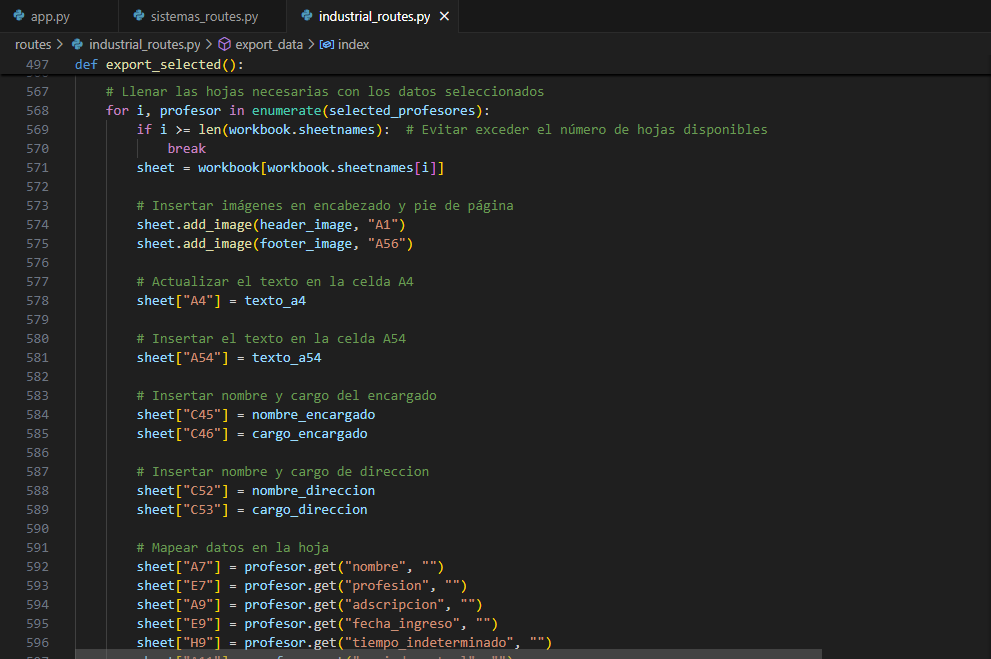 app.py sistemas_routes.py industrial_routes.py
routes > industrial_routes.py > export_data > index
497 def export_selected():
567 # Llenar las hojas necesarias con los datos seleccionados
568 for i, profesor in enumerate(selected_profesores):
569 if i >= len(workbook.sheetnames): # Evitar exceder el número de hojas disponibles
570 break
571 sheet = workbook[workbook.sheetnames[i]]
572
573 # Insertar imágenes en encabezado y pie de página
574 sheet.add_image(header_image, "A1")
575 sheet.add_image(footer_image, "A56")
576
577 # Actualizar el texto en la celda A4
578 sheet["A4"] = texto_a4
579
580 # Insertar el texto en la celda A54
581 sheet["A54"] = texto_a54
582
583 # Insertar nombre y cargo del encargado
584 sheet["C45"] = nombre_encargado
585 sheet["C46"] = cargo_encargado
586
587 # Insertar nombre y cargo de direccion
588 sheet["C52"] = nombre_direccion
589 sheet["C53"] = cargo_direccion
590
591 # Mapear datos en la hoja
592 sheet["A7"] = profesor.get("nombre", "")
593 sheet["E7"] = profesor.get("profesion", "")
594 sheet["A9"] = profesor.get("adscripcion", "")
595 sheet["E9"] = profesor.get("fecha_ingreso", "")
596 sheet["H9"] = profesor.get("tiempo_indeterminado", "")